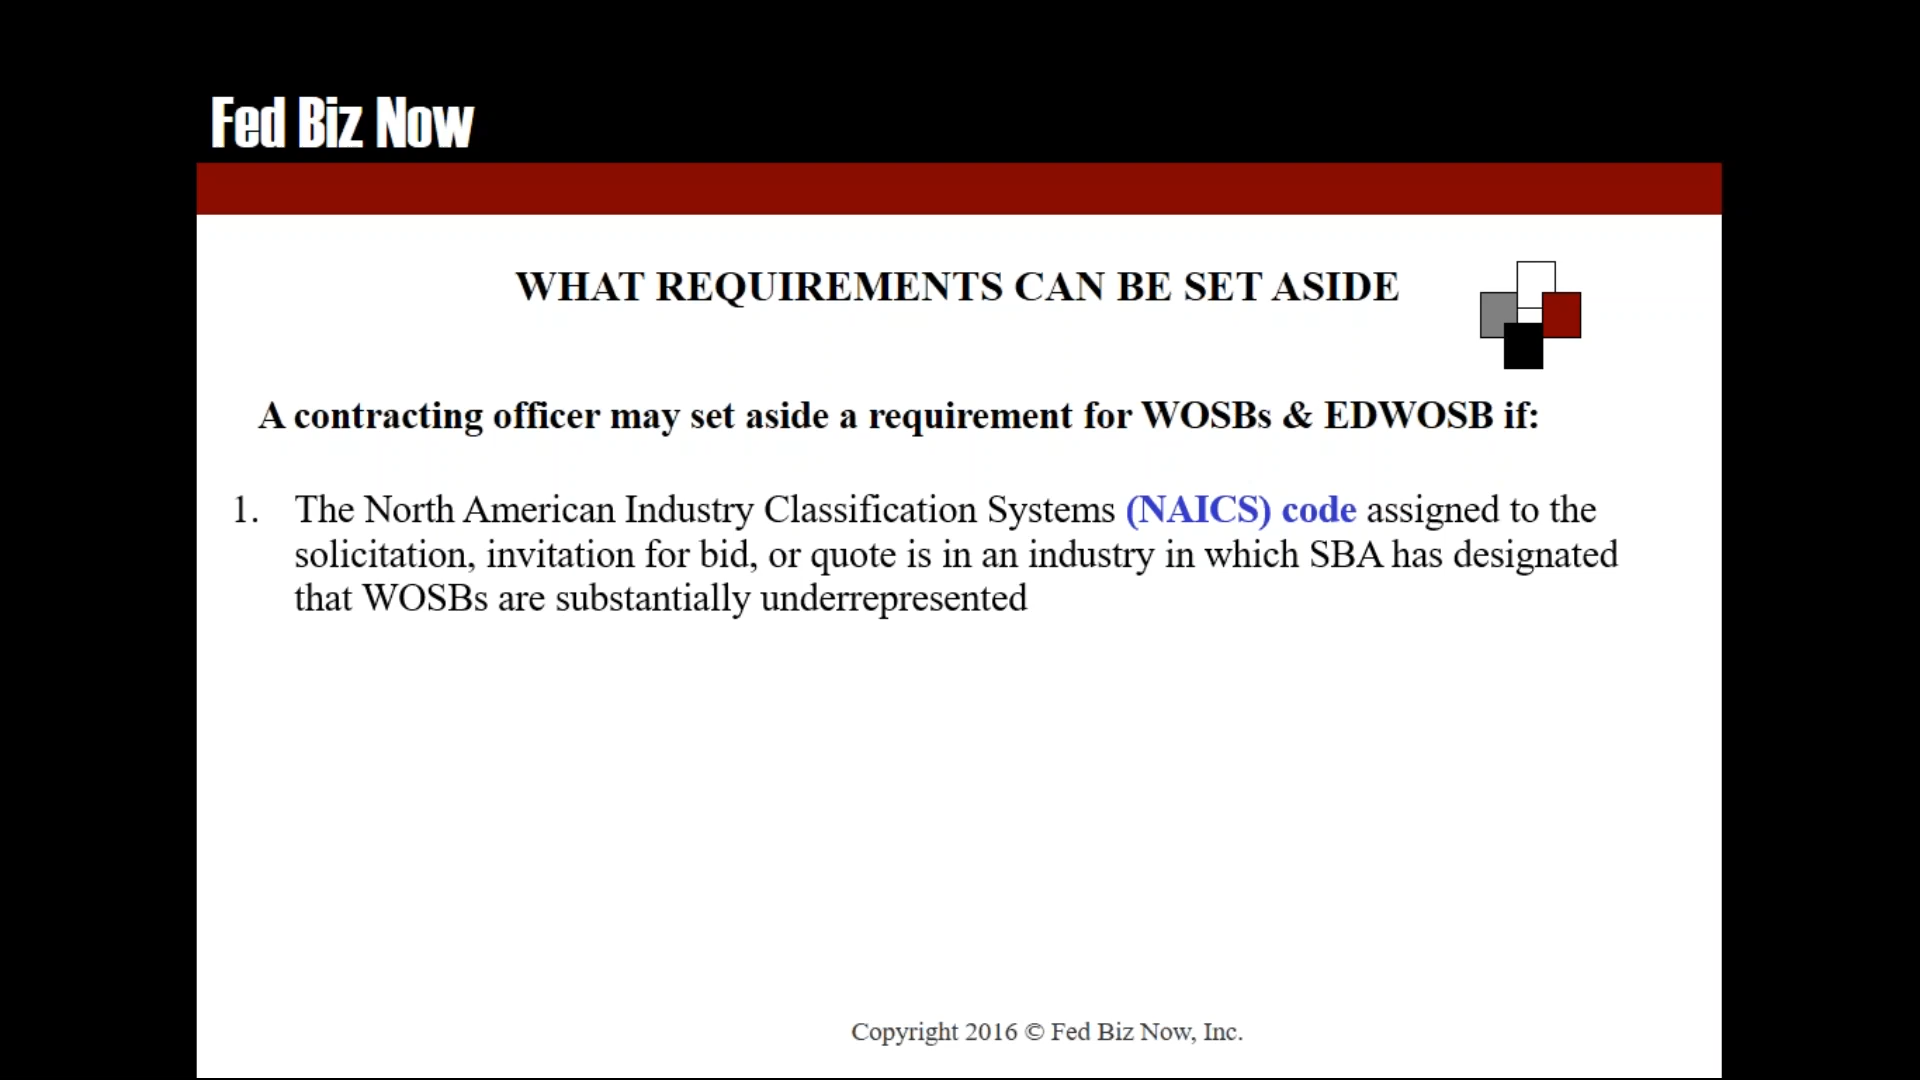 Fed Biz Now
WHAT REQUIREMENTS CAN BE SET ASIDE
A contracting officer may set aside a requirement for WOSBs & EDWOSB if:
1. The North American Industry Classification Systems (NAICS) code assigned to the
solicitation, invitation for bid, or quote is in an industry in which SBA has designated
that WOSBs are substantially underrepresented
Copyright 2016 © Fed Biz Now, Inc.